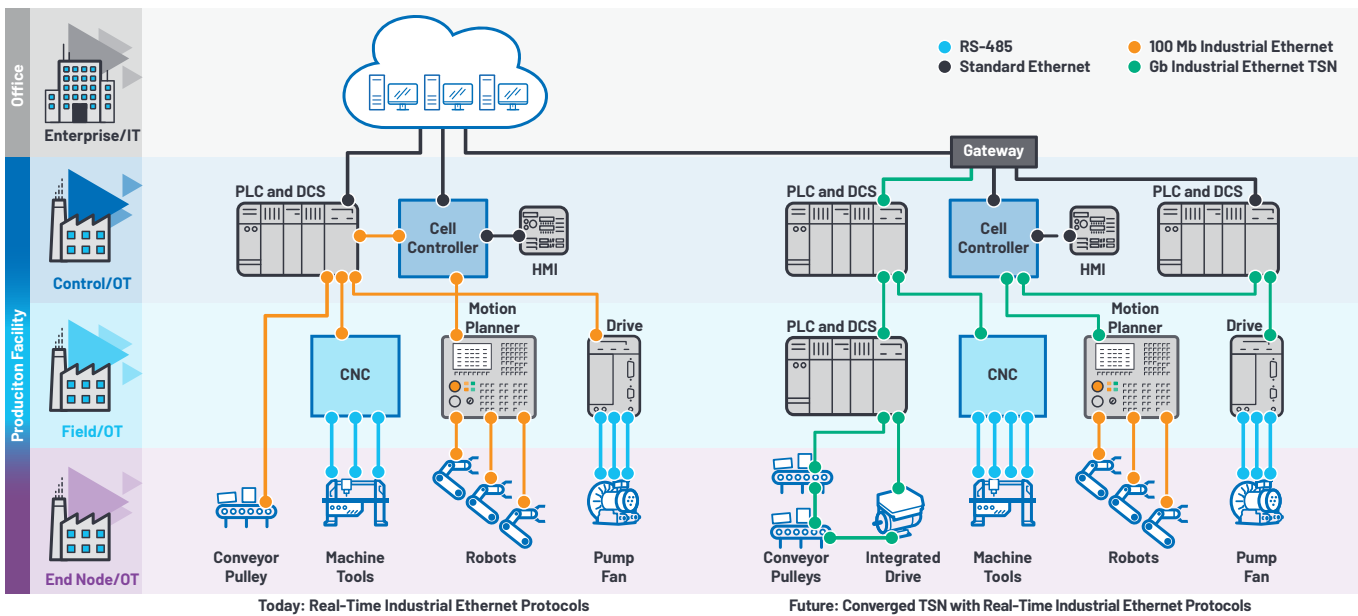 RS-485
100 Mb Industrial Ethernet
Standard Ethernet
Gb Industrial Ethernet TSN
Office
Enterprise/IT
Produciton Facility
Control/OT
Field/OT
End Node/OT
Gateway
PLC and DCS
Cell
Controller
HMI
Motion
Planner
Drive
CNC
Conveyor
Pulley
Machine
Tools
Robots
Pump
Fan
Today: Real-Time Industrial Ethernet Protocols
PLC and DCS
Cell
Controller
HMI
PLC and DCS
PLC and DCS
CNC
Motion
Planner
Drive
Conveyor
Pulleys
Integrated
Drive
Machine
Tools
Robots
Pump
Fan
Future: Converged TSN with Real-Time Industrial Ethernet Protocols